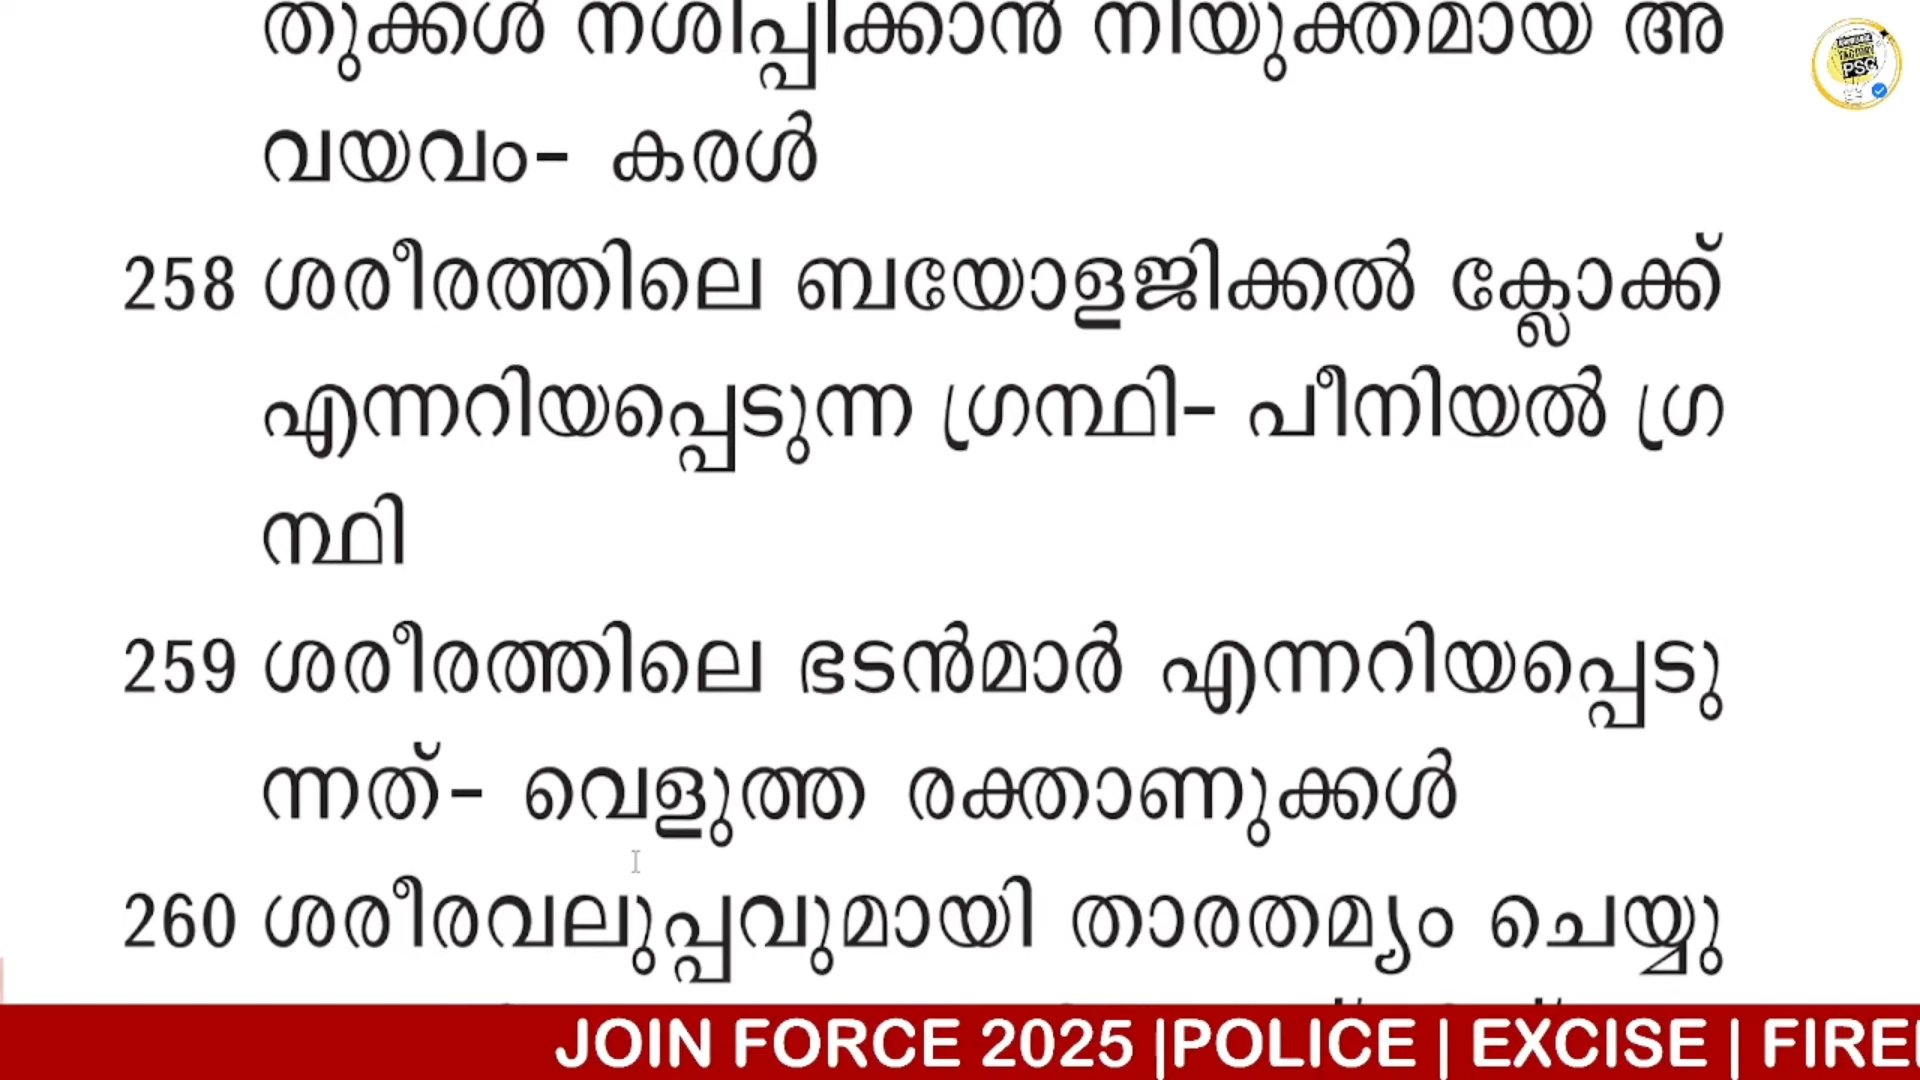 തുക്കൾ നശിപ്പിക്കാൻ നിയുക്തമായ അ
വയവം- കരൾ
258 ശരീരത്തിലെ ബയോളജിക്കൽ ക്ലോക്ക്
എന്നറിയപ്പെടുന്ന ഗ്രന്ഥി- പീനിയൽ ഗ്ര
ന്ഥി
259 ശരീരത്തിലെ ഭടൻമാർ എന്നറിയപ്പെടു
ന്നത്- വെളുത്ത രക്താണുക്കൾ
260 ശരീരവലുപ്പവുമായി താരതമ്യം ചെയ്യു
JOIN FORCE 2025 |POLICE | EXCISE | FIRE
PSC